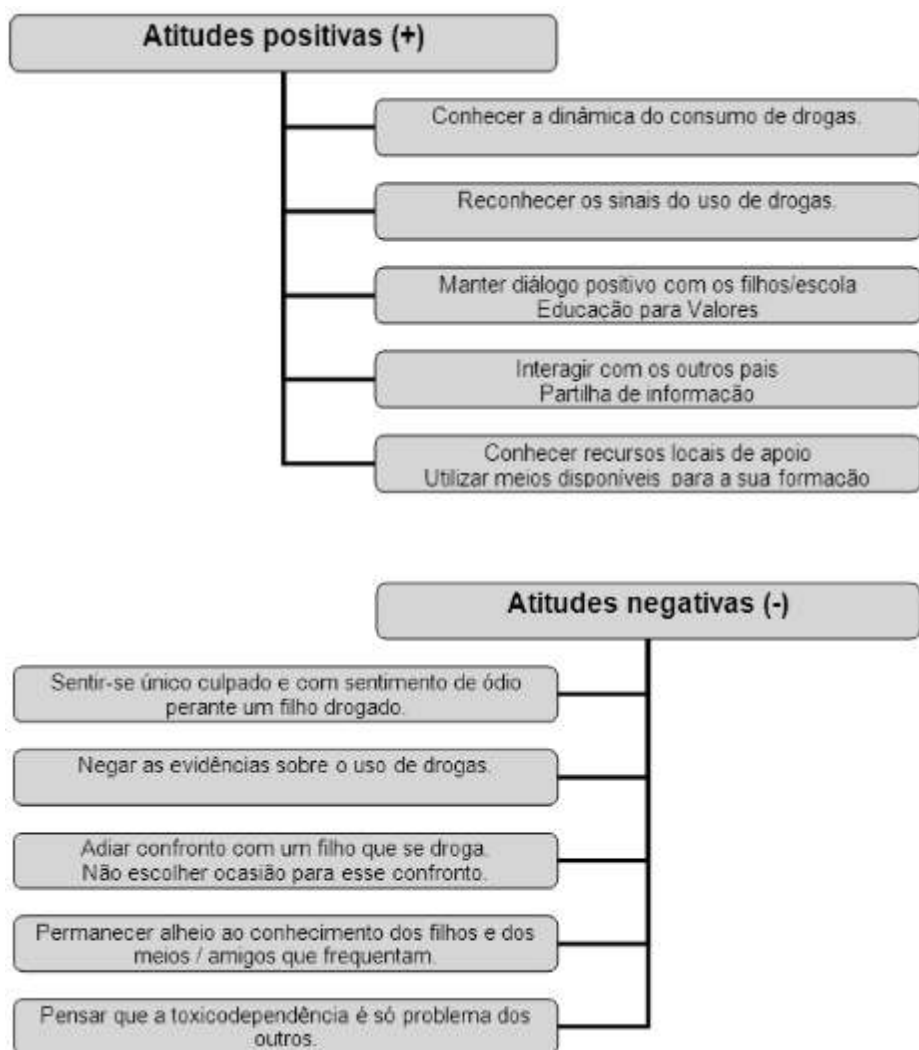 Atitudes positivas (+)
Conhecer a dinâmica do consumo de drogas.
Reconhecer os sinais do uso de drogas.
Manter diálogo positivo com os filhos/escola
Educação para Valores
Interagir com os outros pais
Partilha de informação
Conhecer recursos locais de apoio
Utilizar meios disponíveis para a sua formação
Atitudes negativas (-)
Sentir-se único culpado e com sentimento de ódio
perante um filho drogado.
Negar as evidências sobre o uso de drogas.
Adiar confronto com um filho que se droga.
Não escolher ocasião para esse confronto.
Permanecer alheio ao conhecimento dos filhos e dos
meios / amigos que frequentam.
Pensar que a toxicodependência é só problema dos
outros.